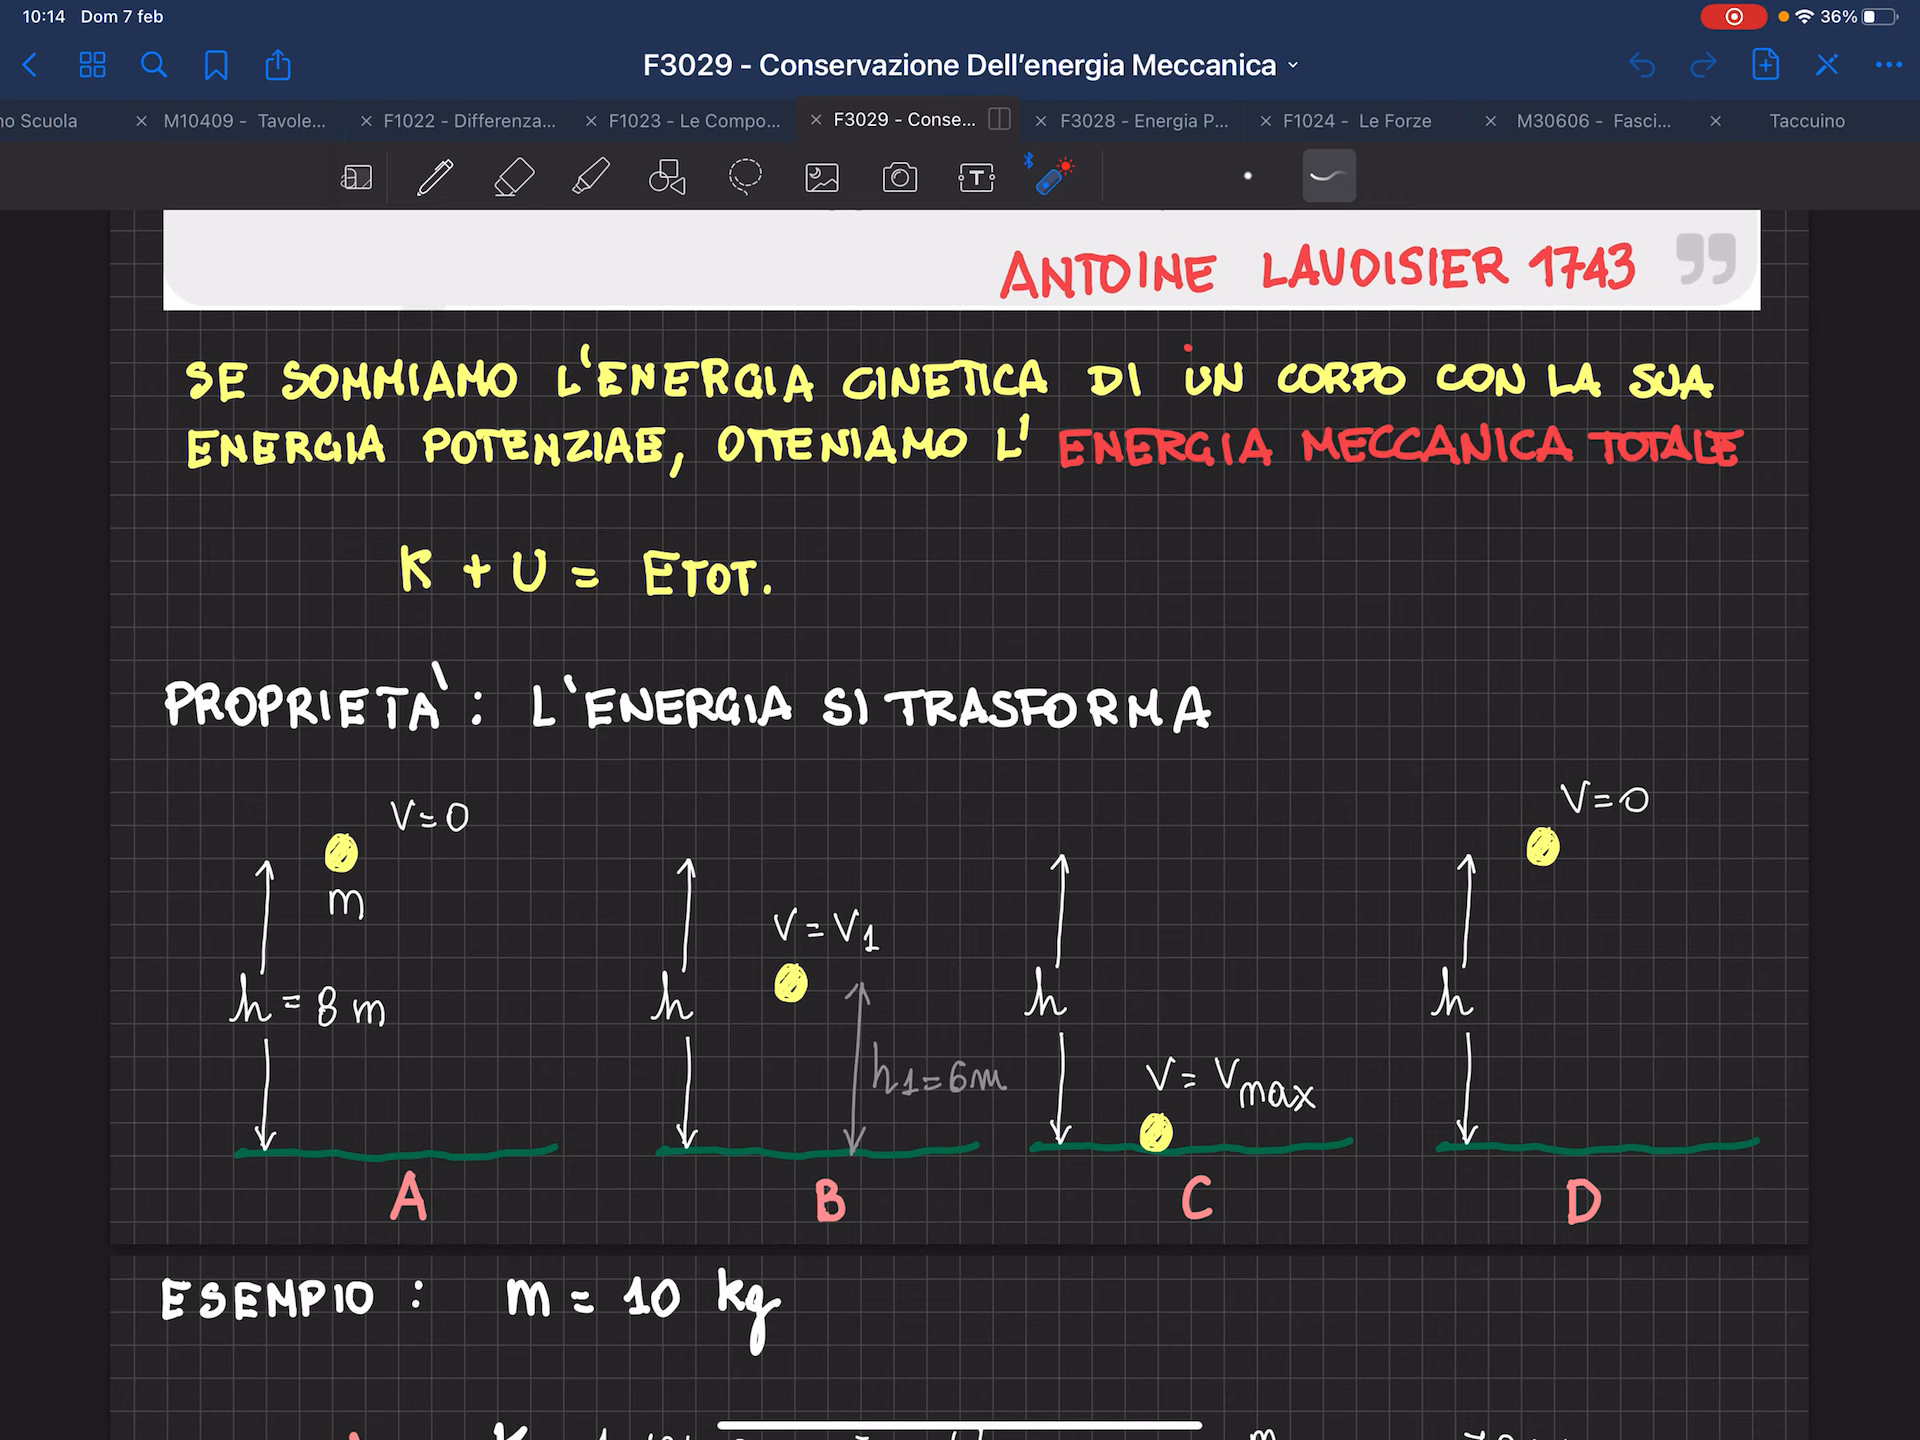 10:14 Dom 7 feb
36%
F3029 - Conservazione Dell'energia Meccanica
no Scuola × M10409 - Tavole... × F1022 - Differenza... × F1023 - Le Compo... × F3029 - Conse... × F3028 - Energia P... × F1024 - Le Forze × M30606 - Fasci... × Taccuino
ANTOINE LAVOISIER 1743 ”
SE SOMMIAMO L'ENERGIA CINETICA DI UN CORPO CON LA SUA
ENERGIA POTENZIAE, OTTENIAMO L' ENERGIA MECCANICA TOTALE
K + U = ETOT.
PROPRIETA' : L'ENERGIA SI TRASFORMA
V=0
m
h = 8 m
A
V = V1
h
h1=6m
B
h
V = Vmax
C
V=0
h
D
ESEMPIO : m = 10 kg